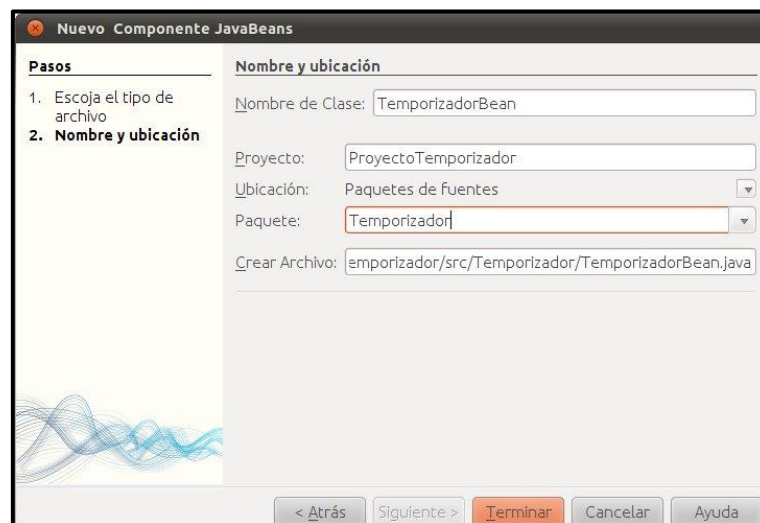 Nuevo Componente JavaBeans
Pasos
1. Escoja el tipo de
archivo
2. Nombre y ubicación
Nombre y ubicación
Nombre de Clase: TemporizadorBean
Proyecto: ProyectoTemporizador
Ubicación: Paquetes de fuentes
Paquete: Temporizador
Crear Archivo: emporizador/src/Temporizador/TemporizadorBean.java
< Atrás Siguiente > Terminar Cancelar Ayuda